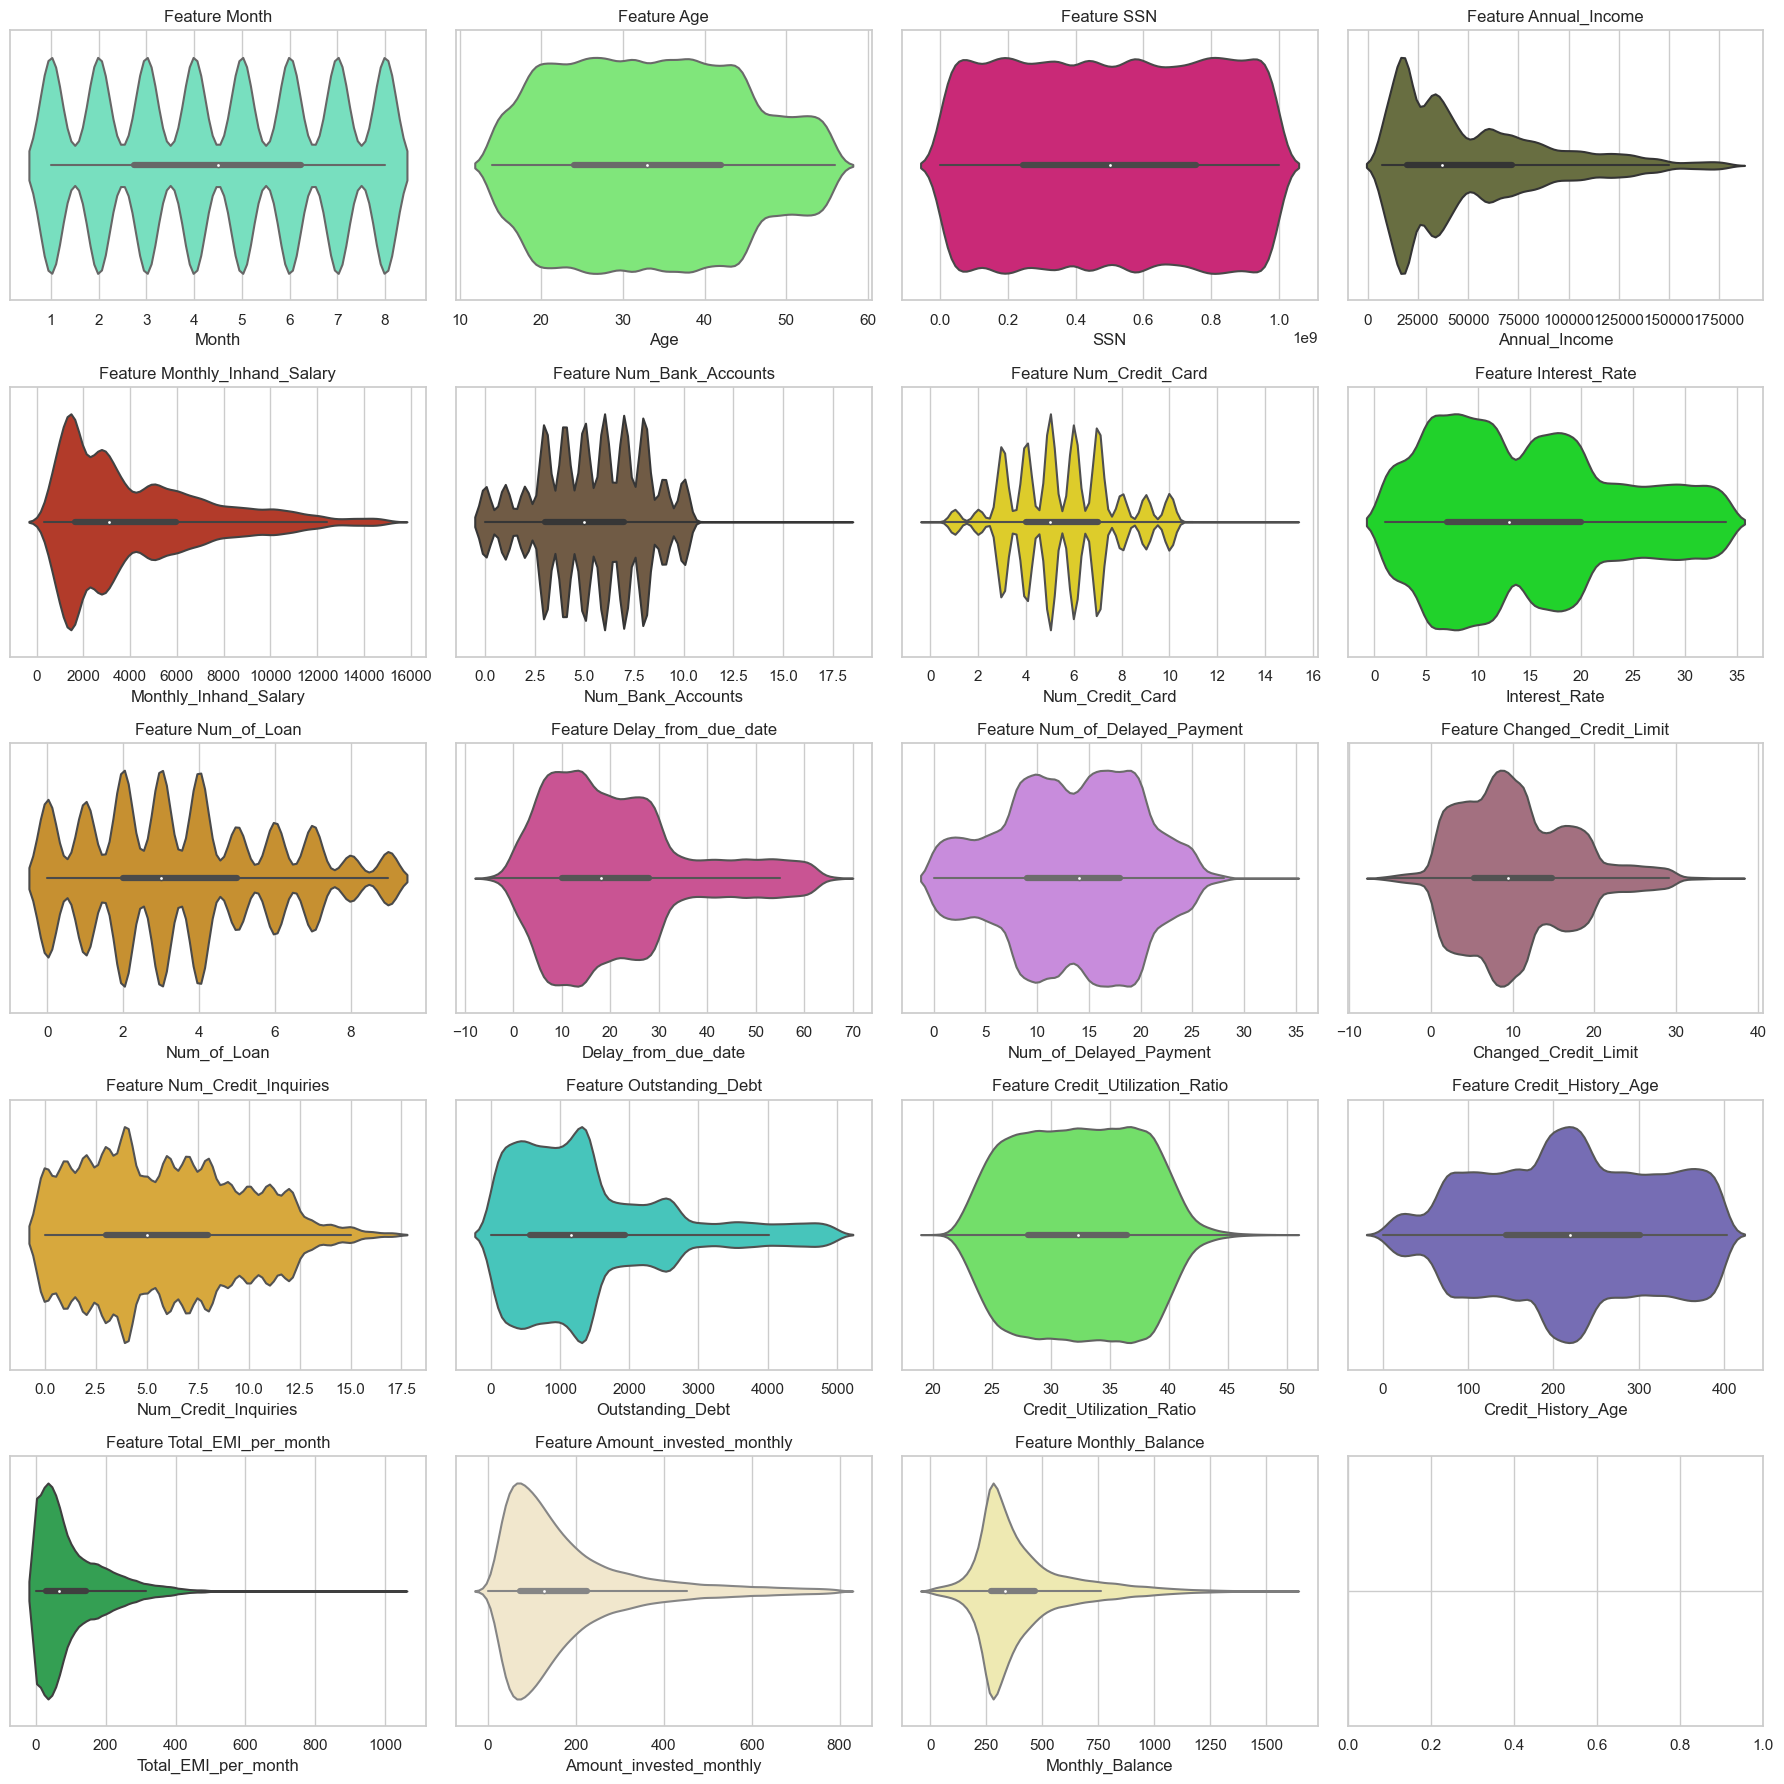 Feature Month
Feature Age
Feature SSN
Feature Annual_Income
1 2 3 4 5 6 7 8
10 20 30 40 50 60
0.0 0.2 0.4 0.6 0.8 1.0
0 25000 50000 75000 100000 125000 150000 175000
1e9
Month
Age
SSN
Annual_Income
Feature Monthly_Inhand_Salary
Feature Num_Bank_Accounts
Feature Num_Credit_Card
Feature Interest_Rate
0 2000 4000 6000 8000 10000 12000 14000 16000
0.0 2.5 5.0 7.5 10.0 12.5 15.0 17.5
0 2 4 6 8 10 12 14 16
0 5 10 15 20 25 30 35
Monthly_Inhand_Salary
Num_Bank_Accounts
Num_Credit_Card
Interest_Rate
Feature Num_of_Loan
Feature Delay_from_due_date
Feature Num_of_Delayed_Payment
Feature Changed_Credit_Limit
0 2 4 6 8
−10 0 10 20 30 40 50 60 70
0 5 10 15 20 25 30 35
−10 0 10 20 30 40
Num_of_Loan
Delay_from_due_date
Num_of_Delayed_Payment
Changed_Credit_Limit
Feature Num_Credit_Inquiries
Feature Outstanding_Debt
Feature Credit_Utilization_Ratio
Feature Credit_History_Age
0.0 2.5 5.0 7.5 10.0 12.5 15.0 17.5
0 1000 2000 3000 4000 5000
20 25 30 35 40 45 50
0 100 200 300 400
Num_Credit_Inquiries
Outstanding_Debt
Credit_Utilization_Ratio
Credit_History_Age
Feature Total_EMI_per_month
Feature Amount_invested_monthly
Feature Monthly_Balance
0 200 400 600 800 1000
0 200 400 600 800
0 250 500 750 1000 1250 1500
0.0 0.2 0.4 0.6 0.8 1.0
Total_EMI_per_month
Amount_invested_monthly
Monthly_Balance